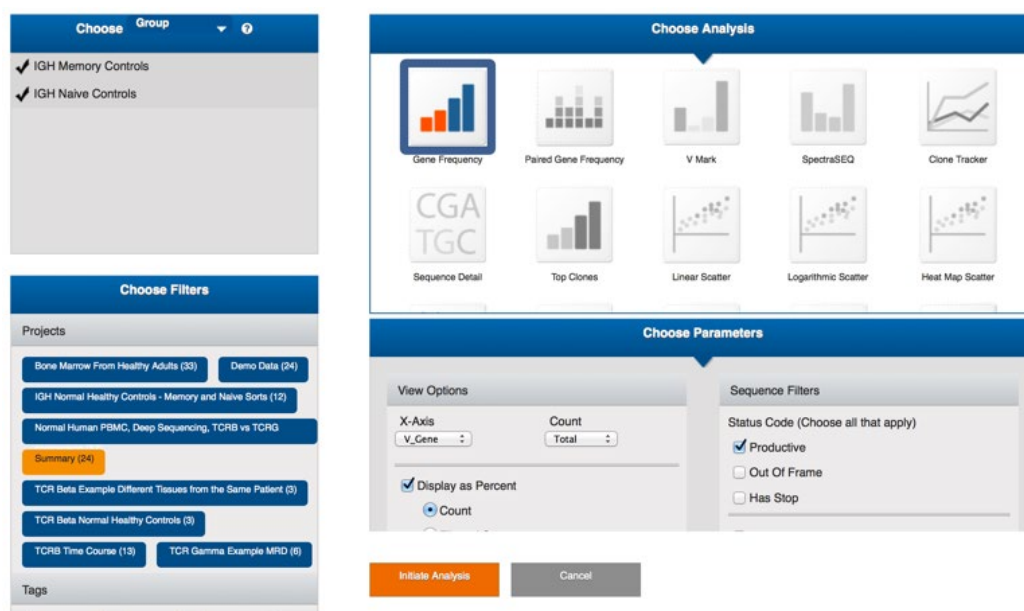 Choose Group
IGH Memory Controls
IGH Naive Controls
Choose Filters
Projects
Bone Marrow From Healthy Adults (33)
Demo Data (24)
IGH Normal Healthy Controls - Memory and Naive Sorts (12)
Normal Human PBMC, Deep Sequencing, TCRB vs TCRG
Summary (24)
TCR Beta Example Different Tissues from the Same Patient (3)
TCR Beta Normal Healthy Controls (3)
TCRB Time Course (13)
TCR Gamma Example MRD (6)
Tags
Choose Analysis
Gene Frequency
Paired Gene Frequency
V Mark
SpectraSEQ
Clone Tracker
CGA
TGC
Sequence Detail
Top Clones
Linear Scatter
Logarithmic Scatter
Heat Map Scatter
Choose Parameters
View Options
X-Axis
Count
V_Gene
Total
Display as Percent
Count
Sequence Filters
Status Code (Choose all that apply)
Productive
Out Of Frame
Has Stop
Initiate Analysis
Cancel